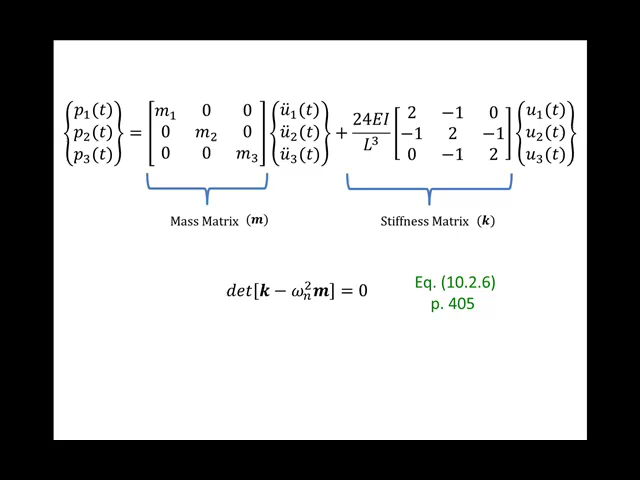 {p₁(t) p₂(t) p₃(t)} = [m₁ 0 0; 0 m₂ 0; 0 0 m₃] {ü₁(t) ü₂(t) ü₃(t)} + 24EI/L³ [2 −1 0; −1 2 −1; 0 −1 2] {u₁(t) u₂(t) u₃(t)}
Mass Matrix (m) Stiffness Matrix (k)
det[k − ωₙ²m] = 0
Eq. (10.2.6)
p. 405